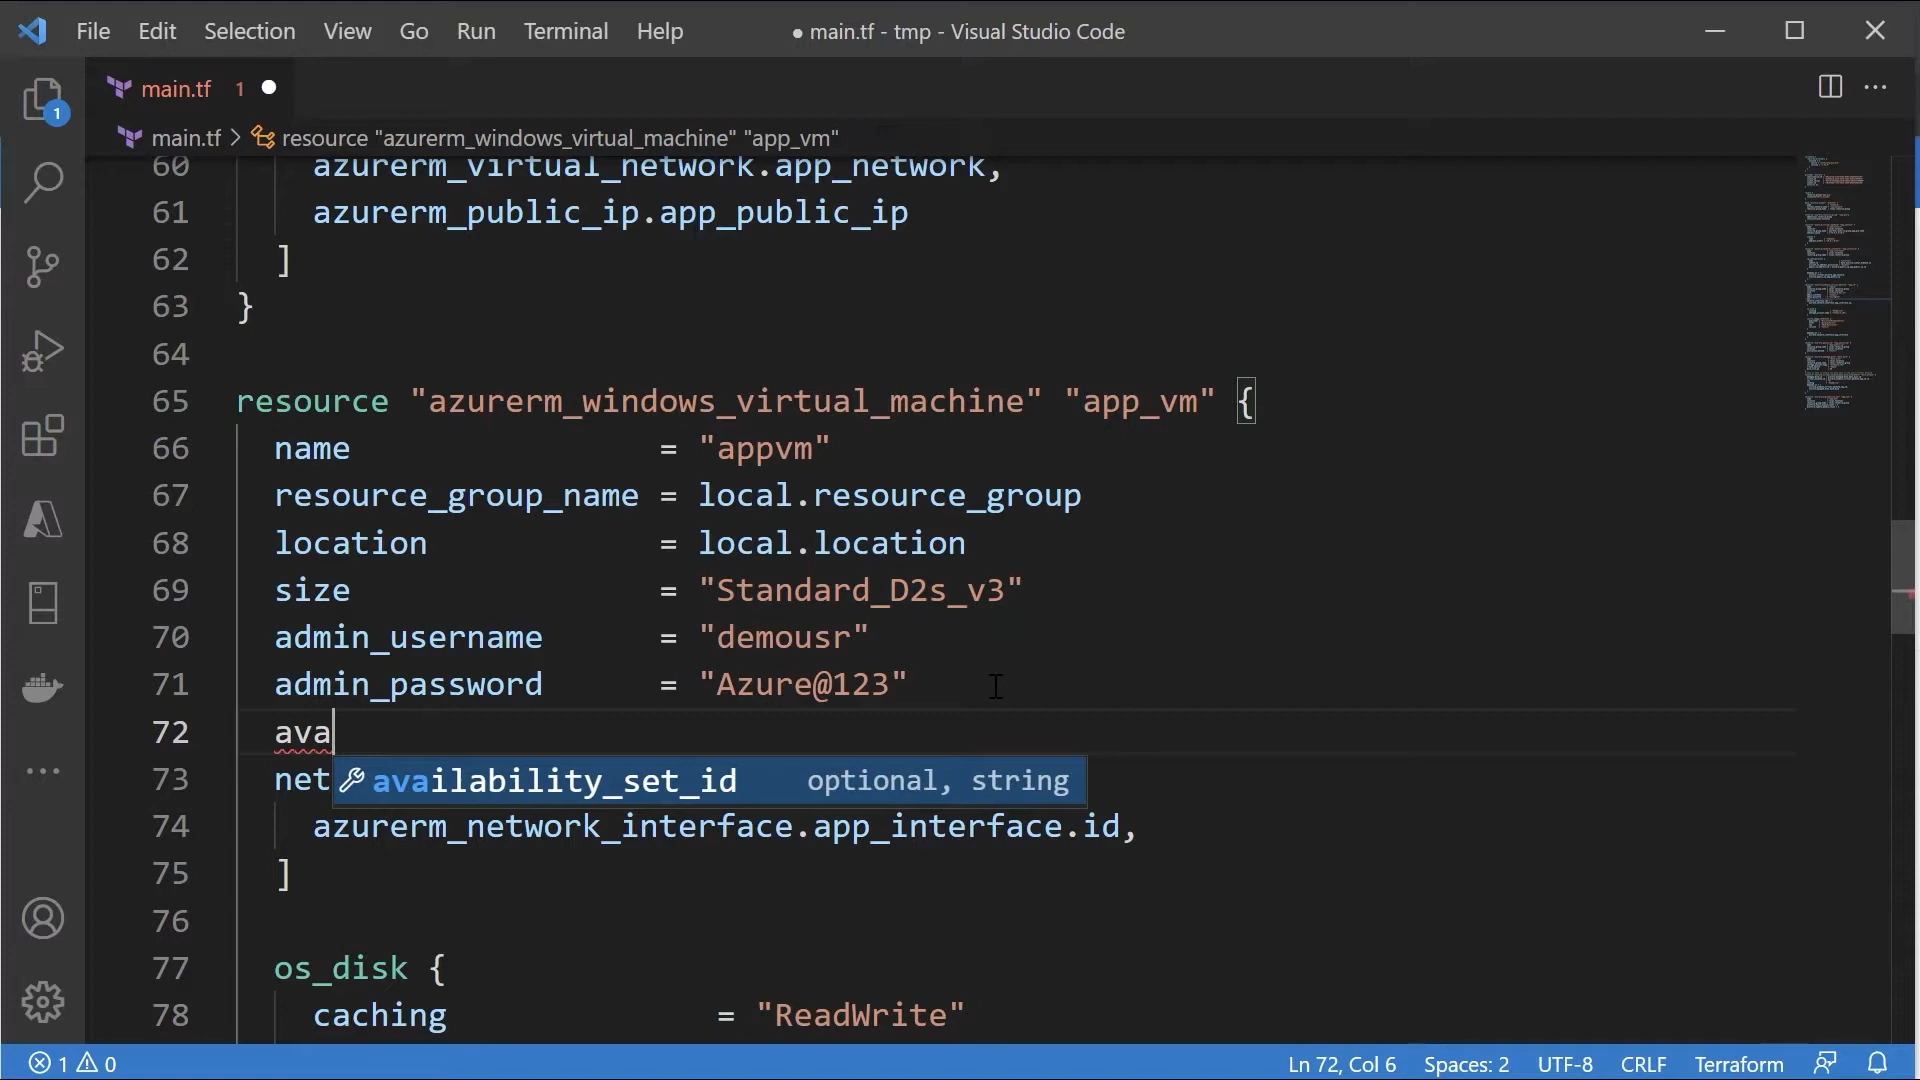 File Edit Selection View Go Run Terminal Help ● main.tf - tmp - Visual Studio Code
main.tf 1
1
main.tf > resource "azurerm_windows_virtual_machine" "app_vm"
60 azurerm_virtual_network.app_network,
61 azurerm_public_ip.app_public_ip
62 ]
63 }
64
65 resource "azurerm_windows_virtual_machine" "app_vm" {
66 name = "appvm"
67 resource_group_name = local.resource_group
68 location = local.location
69 size = "Standard_D2s_v3"
70 admin_username = "demousr"
71 admin_password = "Azure@123"
72 ava
73 net availability_set_id optional, string
74 azurerm_network_interface.app_interface.id,
75 ]
76
77 os_disk {
78 caching = "ReadWrite"
1 0 Ln 72, Col 6 Spaces: 2 UTF-8 CRLF Terraform